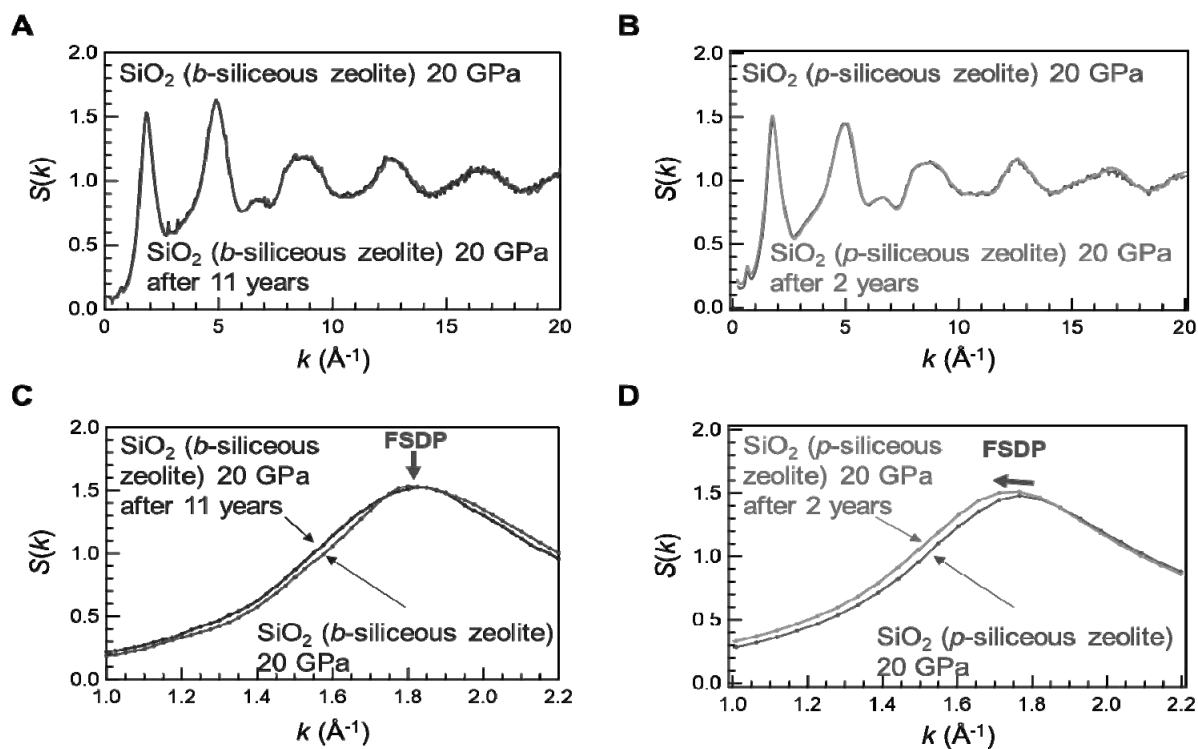 A
2.0
SiO₂ (b-siliceous zeolite) 20 GPa
1.5
1.0
0.5
0.0
S(k)
SiO₂ (b-siliceous zeolite) 20 GPa
after 11 years
0 5 10 15 20
k (Å⁻¹)
B
2.0
SiO₂ (p-siliceous zeolite) 20 GPa
1.5
1.0
0.5
0.0
S(k)
SiO₂ (p-siliceous zeolite) 20 GPa
after 2 years
0 5 10 15 20
k (Å⁻¹)
C
2.0
1.5
1.0
0.5
0.0
S(k)
SiO₂ (b-siliceous
zeolite) 20 GPa
after 11 years
FSDP
SiO₂ (b-siliceous zeolite)
20 GPa
1.0 1.2 1.4 1.6 1.8 2.0 2.2
k (Å⁻¹)
D
2.0
1.5
1.0
0.5
0.0
S(k)
SiO₂ (p-siliceous
zeolite) 20 GPa
after 2 years
FSDP
SiO₂ (p-siliceous zeolite)
20 GPa
1.0 1.2 1.4 1.6 1.8 2.0 2.2
k (Å⁻¹)